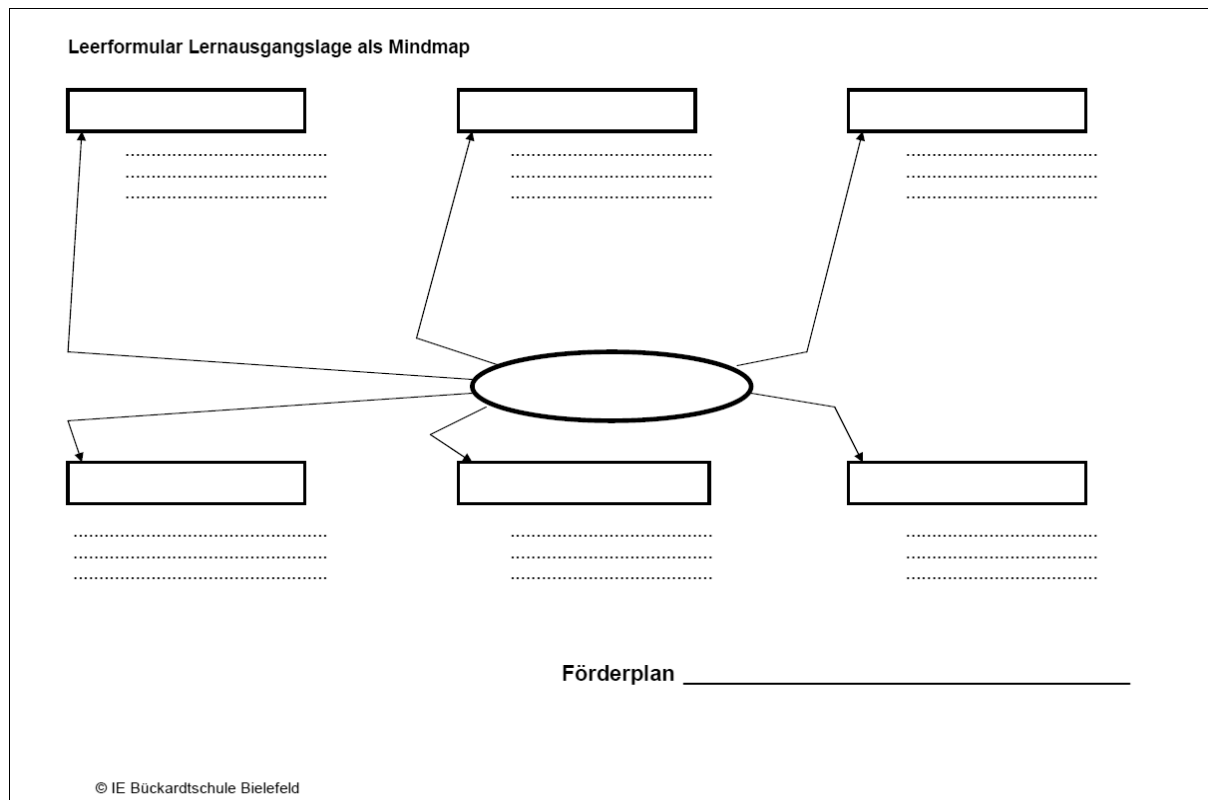 Leerformular Lernausgangslage als Mindmap
Förderplan
© IE Bückardtschule Bielefeld